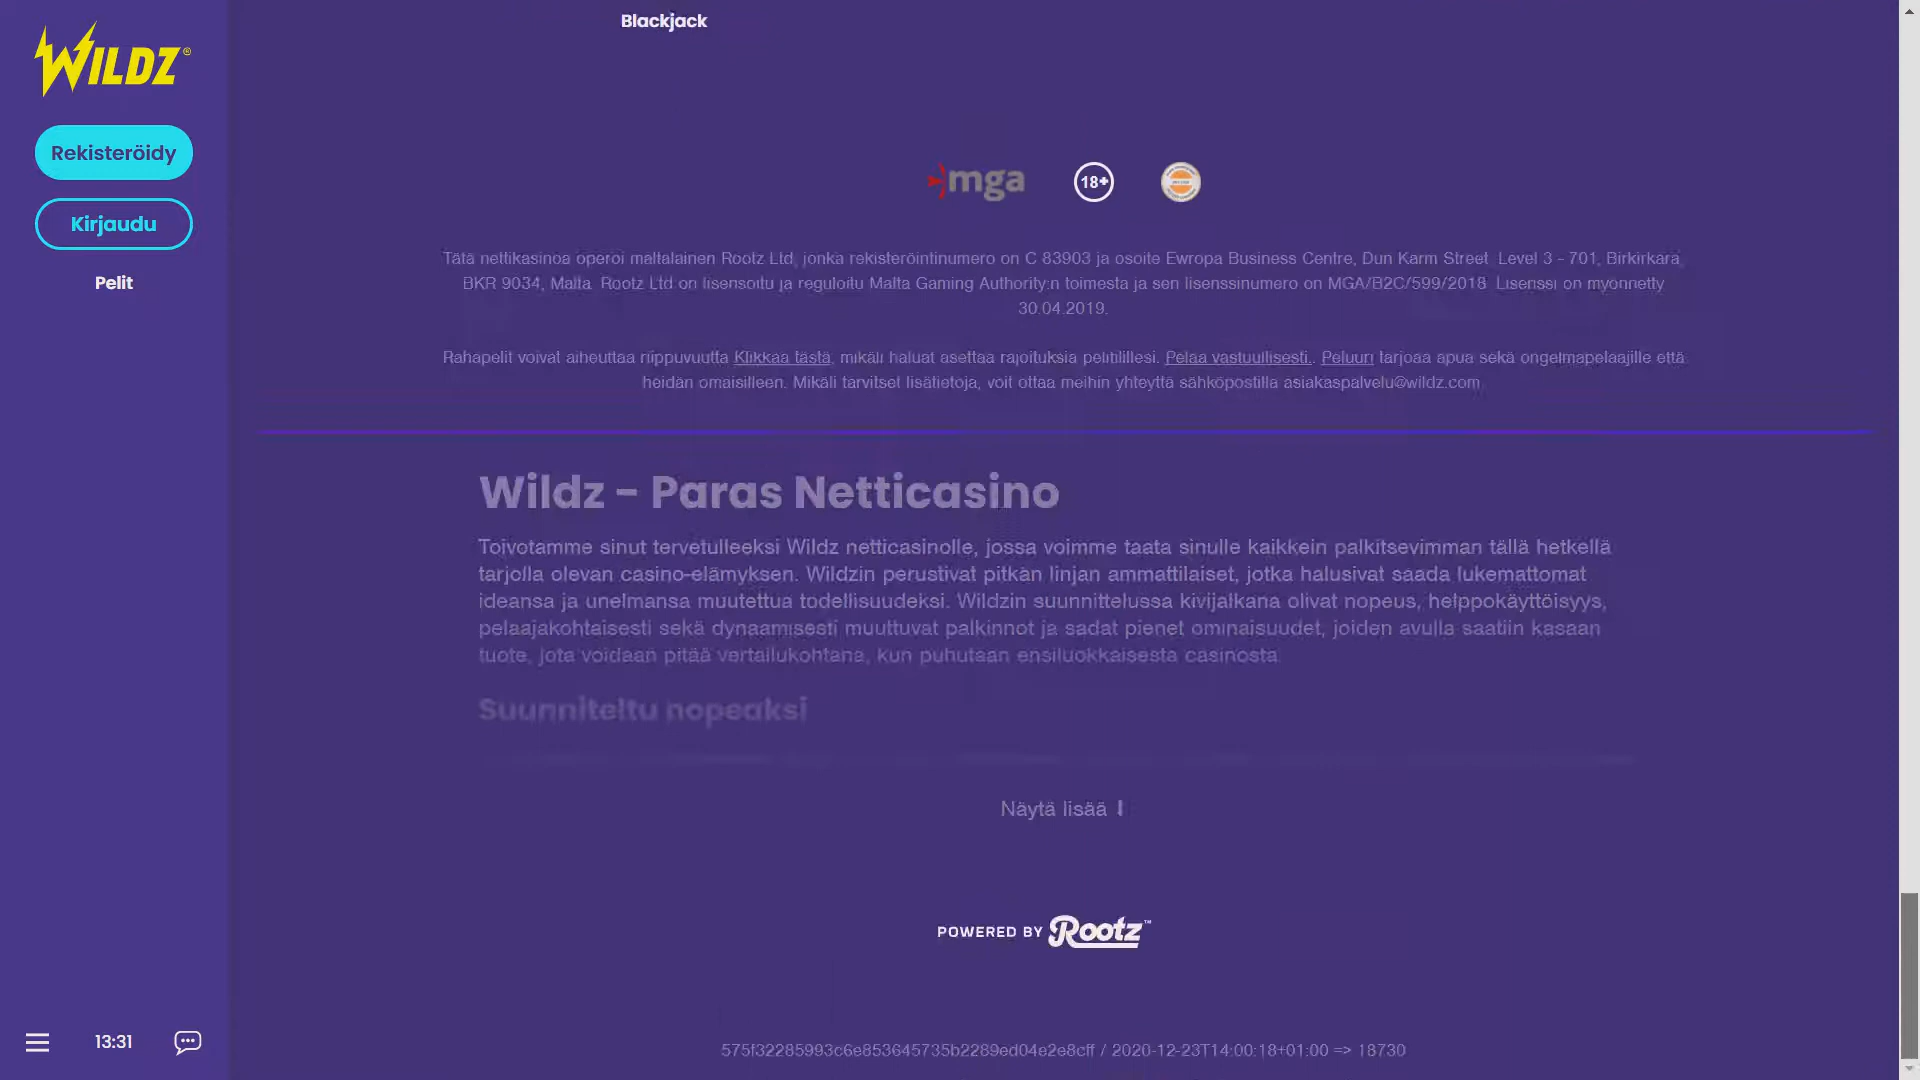 Blackjack
WILDZ®
Rekisteröidy
Kirjaudu
Pelit
mga
18+
Tätä nettikasinoa operoi maltalainen Rootz Ltd, jonka rekisteröintinumero on C 83903 ja osoite Ewropa Business Centre, Dun Karm Street, Level 3 - 701, Birkirkara,
BKR 9034, Malta. Rootz Ltd on lisensoitu ja reguloitu Malta Gaming Authority:n toimesta ja sen lisenssinumero on MGA/B2C/599/2018. Lisenssi on myönnetty
30.04.2019.
Rahapelit voivat aiheuttaa riippuvuutta Klikkaa tästä, mikäli haluat asettaa rajoituksia pelitilillesi. Pelaa vastuullisesti.. Peluuri tarjoaa apua sekä ongelmapelaajille että
heidän omaisilleen. Mikäli tarvitset lisätietoja, voit ottaa meihin yhteyttä sähköpostilla asiakaspalvelu@wildz.com
Wildz - Paras Netticasino
Toivotamme sinut tervetulleeksi Wildz netticasinolle, jossa voimme taata sinulle kaikkein palkitsevimman tällä hetkellä
tarjolla olevan casino-elämyksen. Wildzin perustivat pitkän linjan ammattilaiset, jotka halusivat saada lukemattomat
ideansa ja unelmansa muutettua todellisuudeksi. Wildzin suunnittelussa kivijalkana olivat nopeus, helppokäyttöisyys,
pelaajakohtaisesti sekä dynaamisesti muuttuvat palkinnot ja sadat pienet ominaisuudet, joiden avulla saatiin kasaan
tuote, jota voidaan pitää vertailukohtana, kun puhutaan ensiluokkaisesta casinosta.
Suunniteltu nopeaksi
Näytä lisää
POWERED BY Rootz™
13:31
575f32285993c6e853645735b2289ed04e2e8cff / 2020-12-23T14:00:18+01:00 => 18730